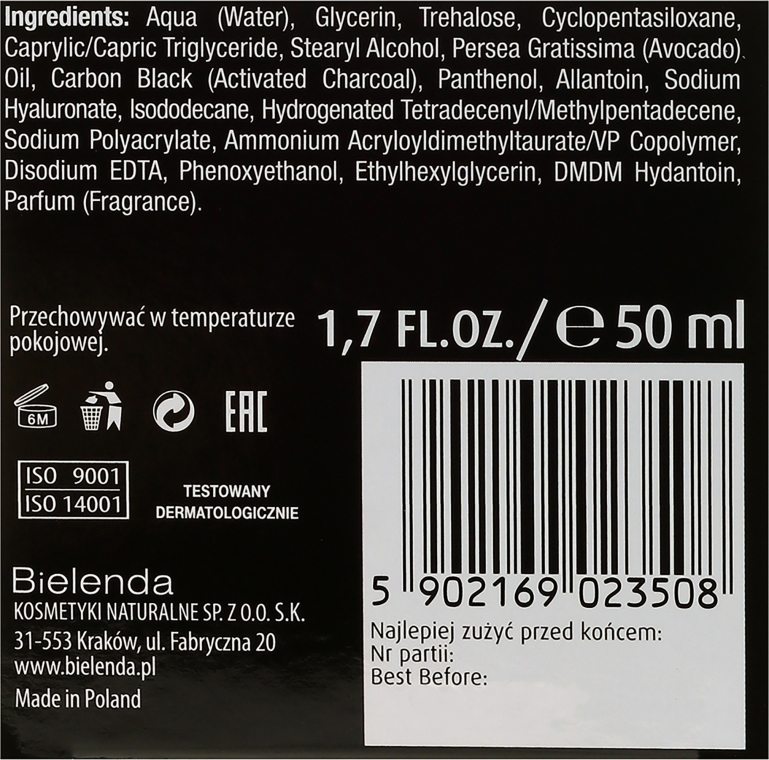 Ingredients: Aqua (Water), Glycerin, Trehalose, Cyclopentasiloxane,
Caprylic/Capric Triglyceride, Stearyl Alcohol, Persea Gratissima (Avocado)
Oil, Carbon Black (Activated Charcoal), Panthenol, Allantoin, Sodium
Hyaluronate, Isododecane, Hydrogenated Tetradecenyl/Methylpentadecene,
Sodium Polyacrylate, Ammonium Acryloyldimethyltaurate/VP Copolymer,
Disodium EDTA, Phenoxyethanol, Ethylhexylglycerin, DMDM Hydantoin,
Parfum (Fragrance).
Przechowywać w temperaturze
pokojowej.
1,7 FL.OZ./℮50 ml
6M
EAC
ISO 9001
ISO 14001
TESTOWANY
DERMATOLOGICZNIE
Bielenda
KOSMETYKI NATURALNE SP. Z O.O. S.K.
31-553 Kraków, ul. Fabryczna 20
www.bielenda.pl
Made in Poland
5 902169 023508
Najlepiej zużyć przed końcem:
Nr partii:
Best Before: